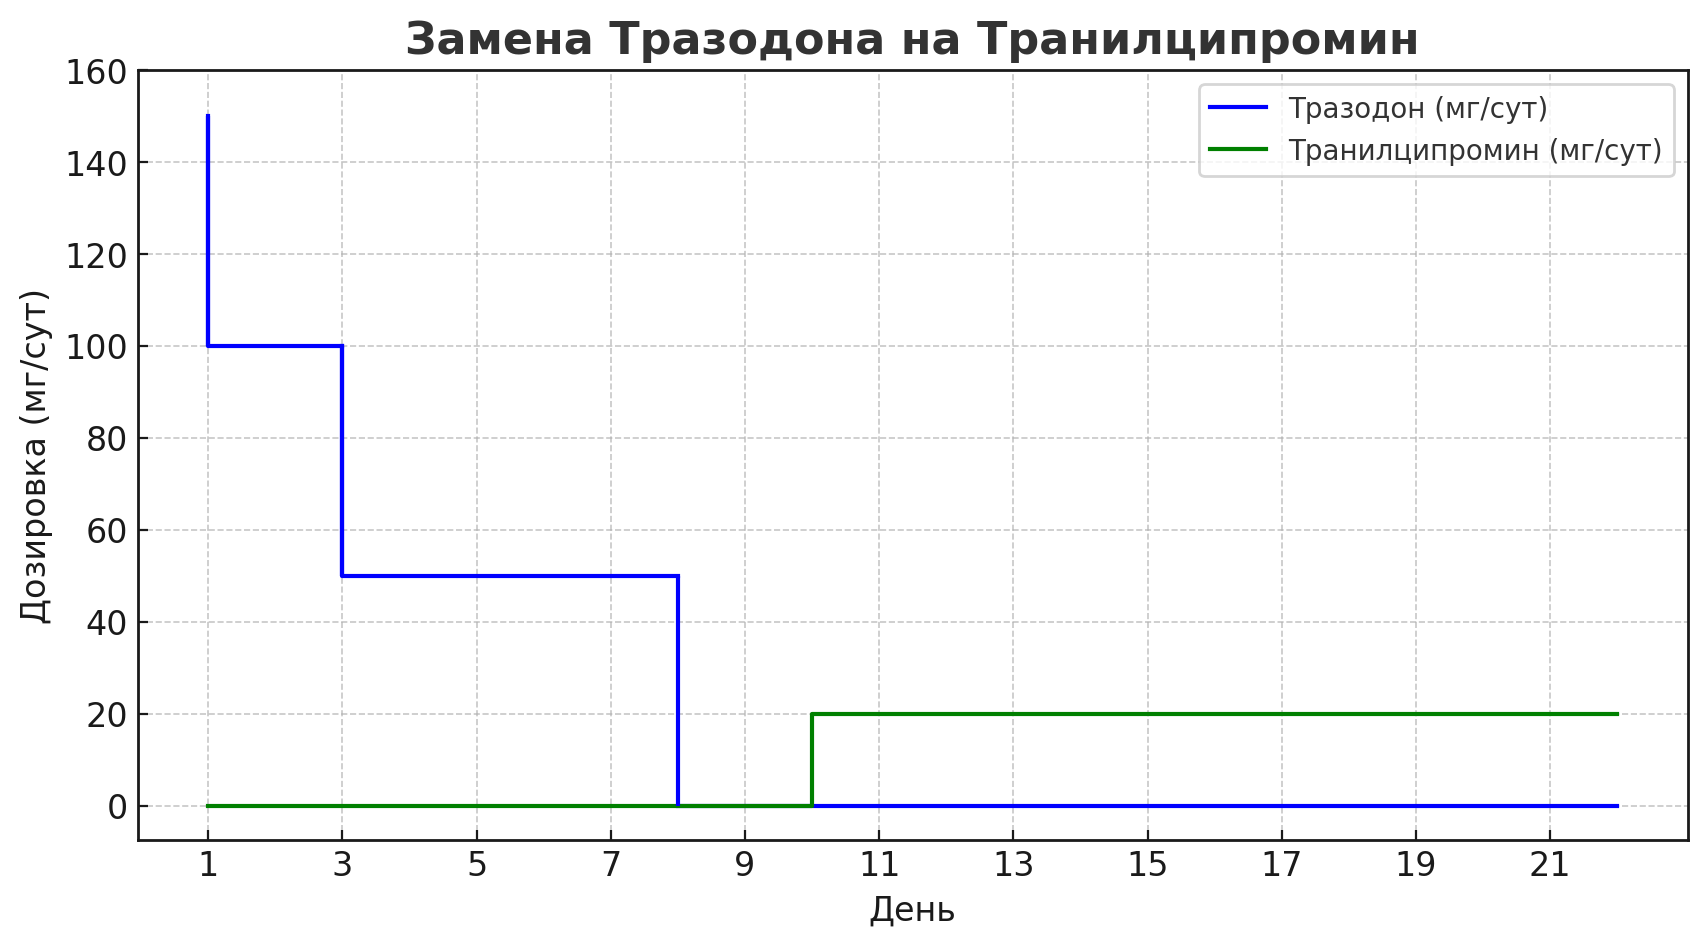 Замена Тразодона на Транилципромин
Тразодон (мг/сут)
Транилципромин (мг/сут)
Дозировка (мг/сут)
160
140
120
100
80
60
40
20
0
1 3 5 7 9 11 13 15 17 19 21
День